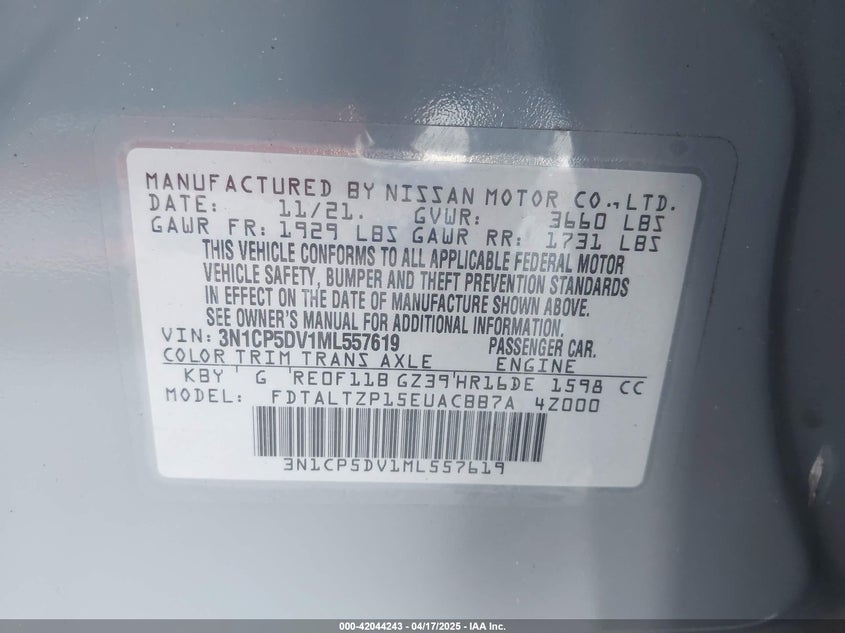 MANUFACTURED BY NISSAN MOTOR CO., LTD.
DATE: 11/21. GVWR: 3660 LBS
GAWR FR: 1929 LBS GAWR RR: 1731 LBS
THIS VEHICLE CONFORMS TO ALL APPLICABLE FEDERAL MOTOR
VEHICLE SAFETY, BUMPER AND THEFT PREVENTION STANDARDS
IN EFFECT ON THE DATE OF MANUFACTURE SHOWN ABOVE.
SEE OWNER'S MANUAL FOR ADDITIONAL INFORMATION.
VIN: 3N1CP5DV1ML557619 PASSENGER CAR.
COLOR TRIM TRANS AXLE ENGINE
KBY G RE0F11B GZ39 HR16DE 1598 CC
MODEL: FDTALTZP15EUACBB7A 4Z000
3N1CP5DV1ML557619
000-42044243 - 04/17/2025 - IAA Inc.